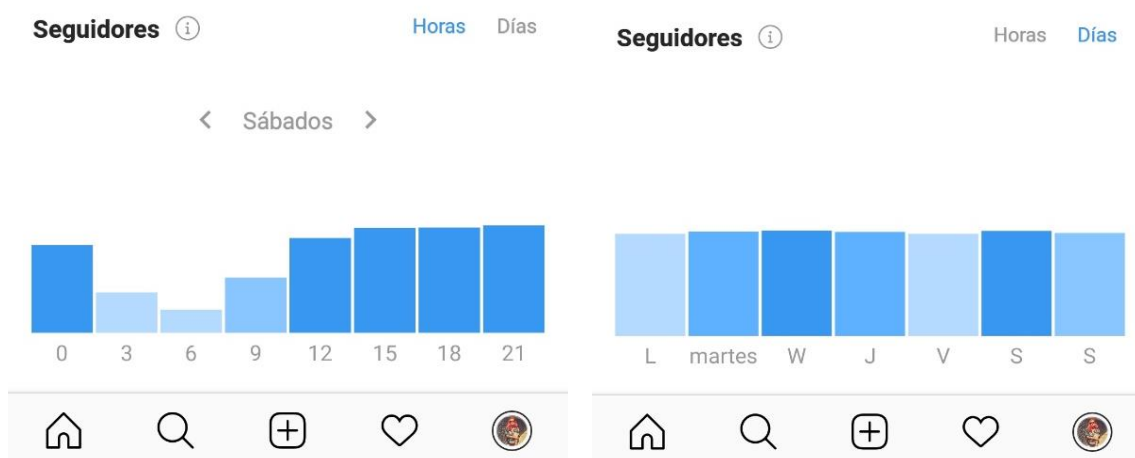 Seguidores
Horas Días
Sábados
0 3 6 9 12 15 18 21
Seguidores
Horas Días
L martes W J V S S